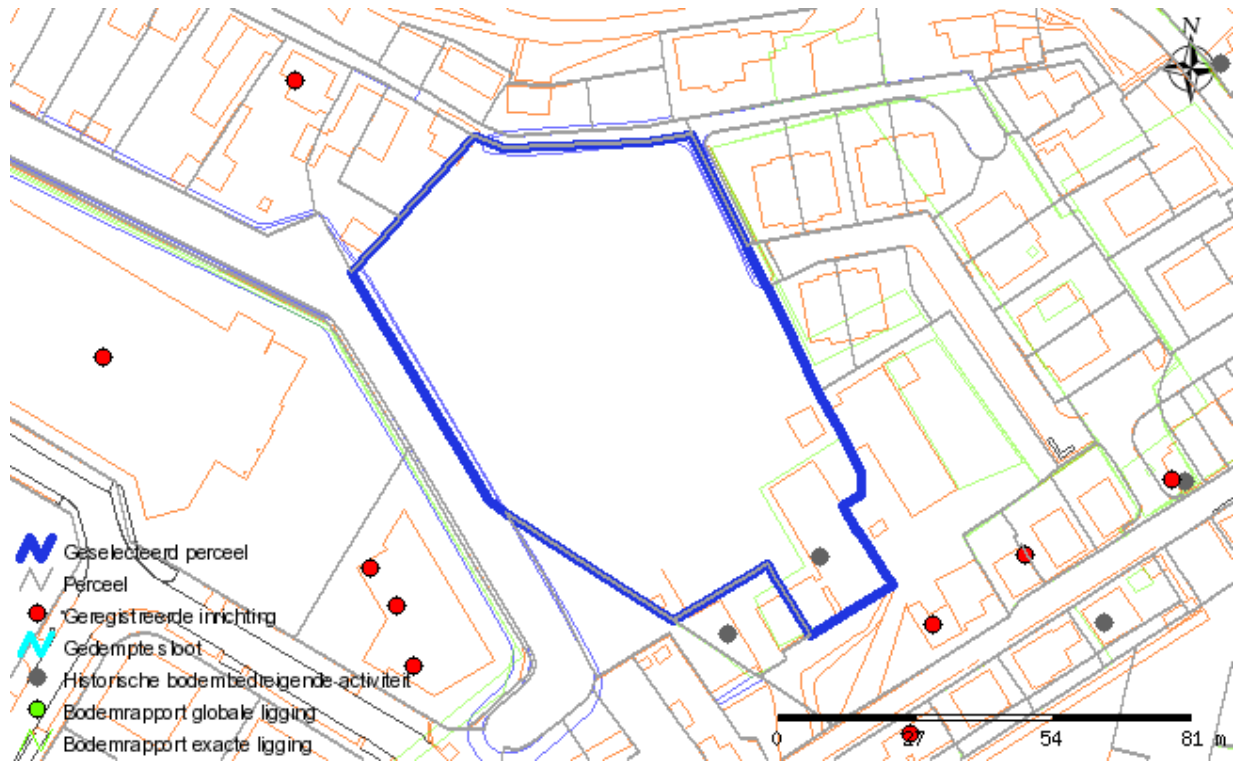 N
Geselecteerd perceel
Perceel
Geregistreerde inrichting
Gedempte sloot
Historische bodembedreigende activiteit
Bodemrapport globale ligging
Bodemrapport exacte ligging
0 27 54 81 m